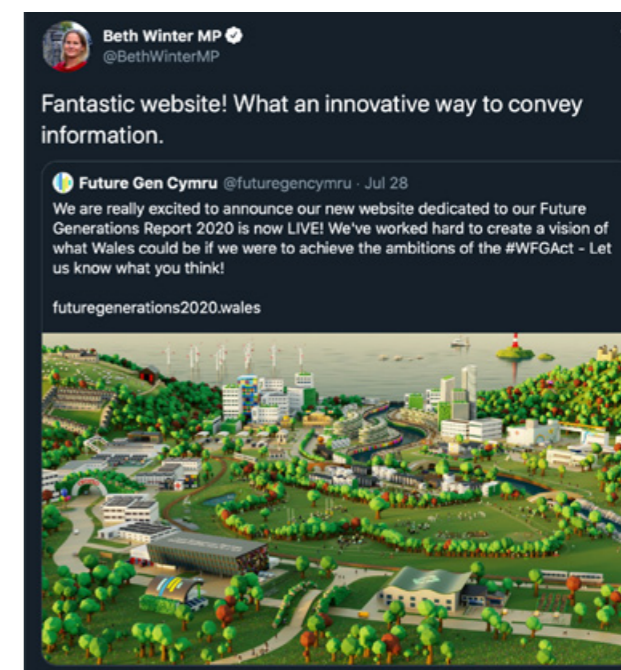 Beth Winter MP
@BethWinterMP
Fantastic website! What an innovative way to convey
information.
Future Gen Cymru @futuregencymru · Jul 28
We are really excited to announce our new website dedicated to our Future
Generations Report 2020 is now LIVE! We've worked hard to create a vision of
what Wales could be if we were to achieve the ambitions of the #WFGAct - Let
us know what you think!
futuregenerations2020.wales